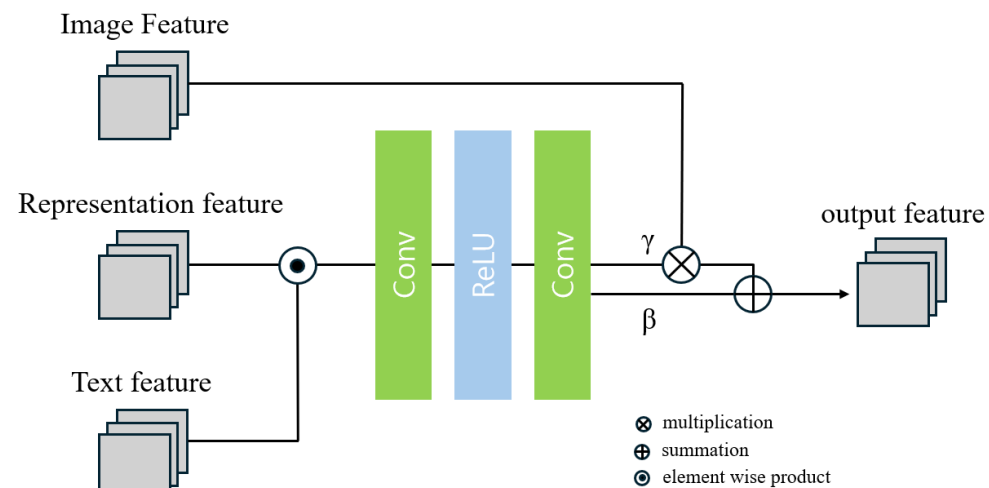 Image Feature
Representation feature
output feature
Conv
ReLU
Conv
γ
β
Text feature
multiplication
summation
element wise product